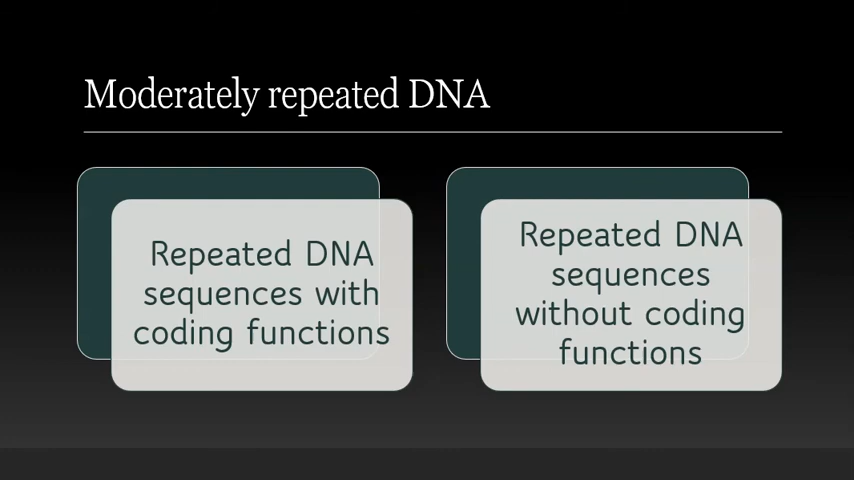 Moderately repeated DNA
Repeated DNA
sequences with
coding functions
Repeated DNA
sequences
without coding
functions